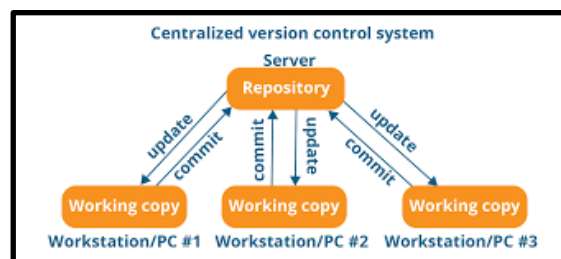 Centralized version control system
Server
Repository
update
commit
commit
update
update
commit
Working copy
Working copy
Working copy
Workstation/PC #1
Workstation/PC #2
Workstation/PC #3